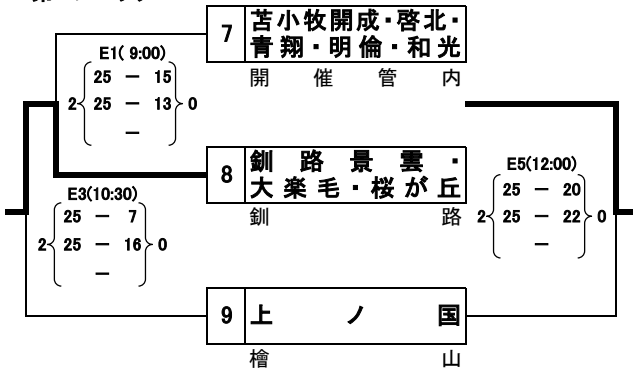 7 苫小牧開成・啓北・
青翔・明倫・和光
開催管内
E1( 9:00)
25 － 15
2 25 － 13 0
－
8 釧路景雲・
大楽毛・桜が丘
釧路
E3(10:30)
25 － 7
2 25 － 16 0
－
E5(12:00)
25 － 20
2 25 － 22 0
－
9 上ノ国
檜山